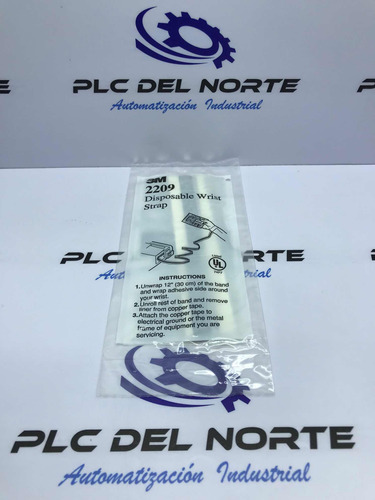 PLC DEL NORTE
Automatización Industrial
3M
2209
Disposable Wrist
Strap
UL
INSTRUCTIONS
1. Unwrap 12" (30 cm) of the band
and wrap adhesive side around
your wrist.
2. Unroll rest of band and remove
liner from copper tape.
3. Attach the copper tape to
electrical ground or the metal
frame of equipment you are
servicing.
PLC DEL NORTE
Automatización Industrial